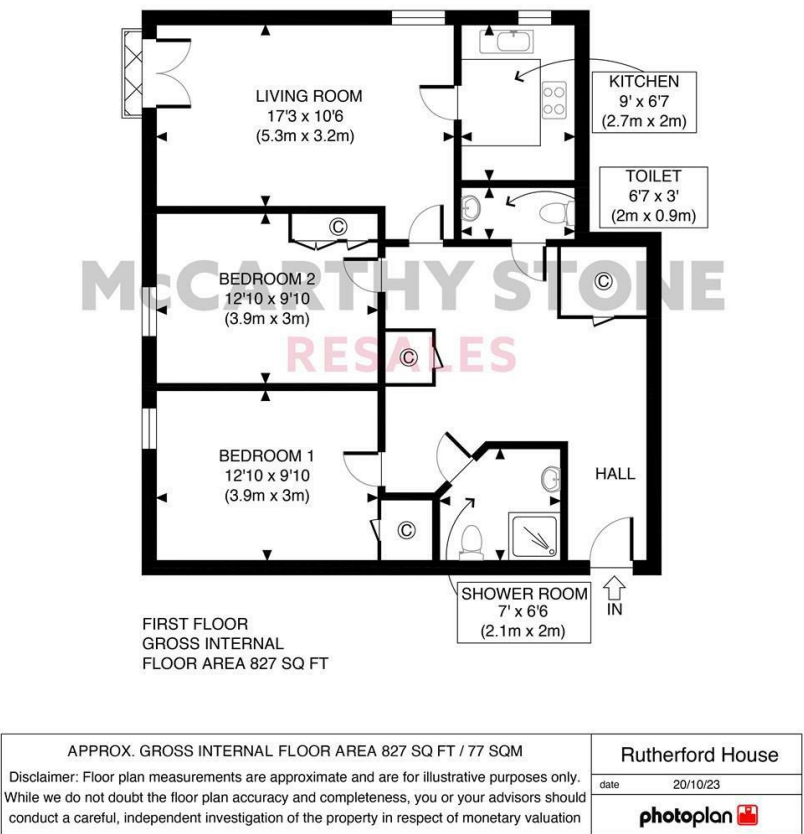 LIVING ROOM
17'3 x 10'6
(5.3m x 3.2m)
KITCHEN
9' x 6'7
(2.7m x 2m)
TOILET
6'7 x 3'
(2m x 0.9m)
C
BEDROOM 2
12'10 x 9'10
(3.9m x 3m)
C
McCARTHY STONE
RESALES
C
BEDROOM 1
12'10 x 9'10
(3.9m x 3m)
C
HALL
SHOWER ROOM
7' x 6'6
(2.1m x 2m)
IN
FIRST FLOOR
GROSS INTERNAL
FLOOR AREA 827 SQ FT
APPROX. GROSS INTERNAL FLOOR AREA 827 SQ FT / 77 SQM
Disclaimer: Floor plan measurements are approximate and are for illustrative purposes only.
While we do not doubt the floor plan accuracy and completeness, you or your advisors should
conduct a careful, independent investigation of the property in respect of monetary valuation
Rutherford House
date 20/10/23
photoplan